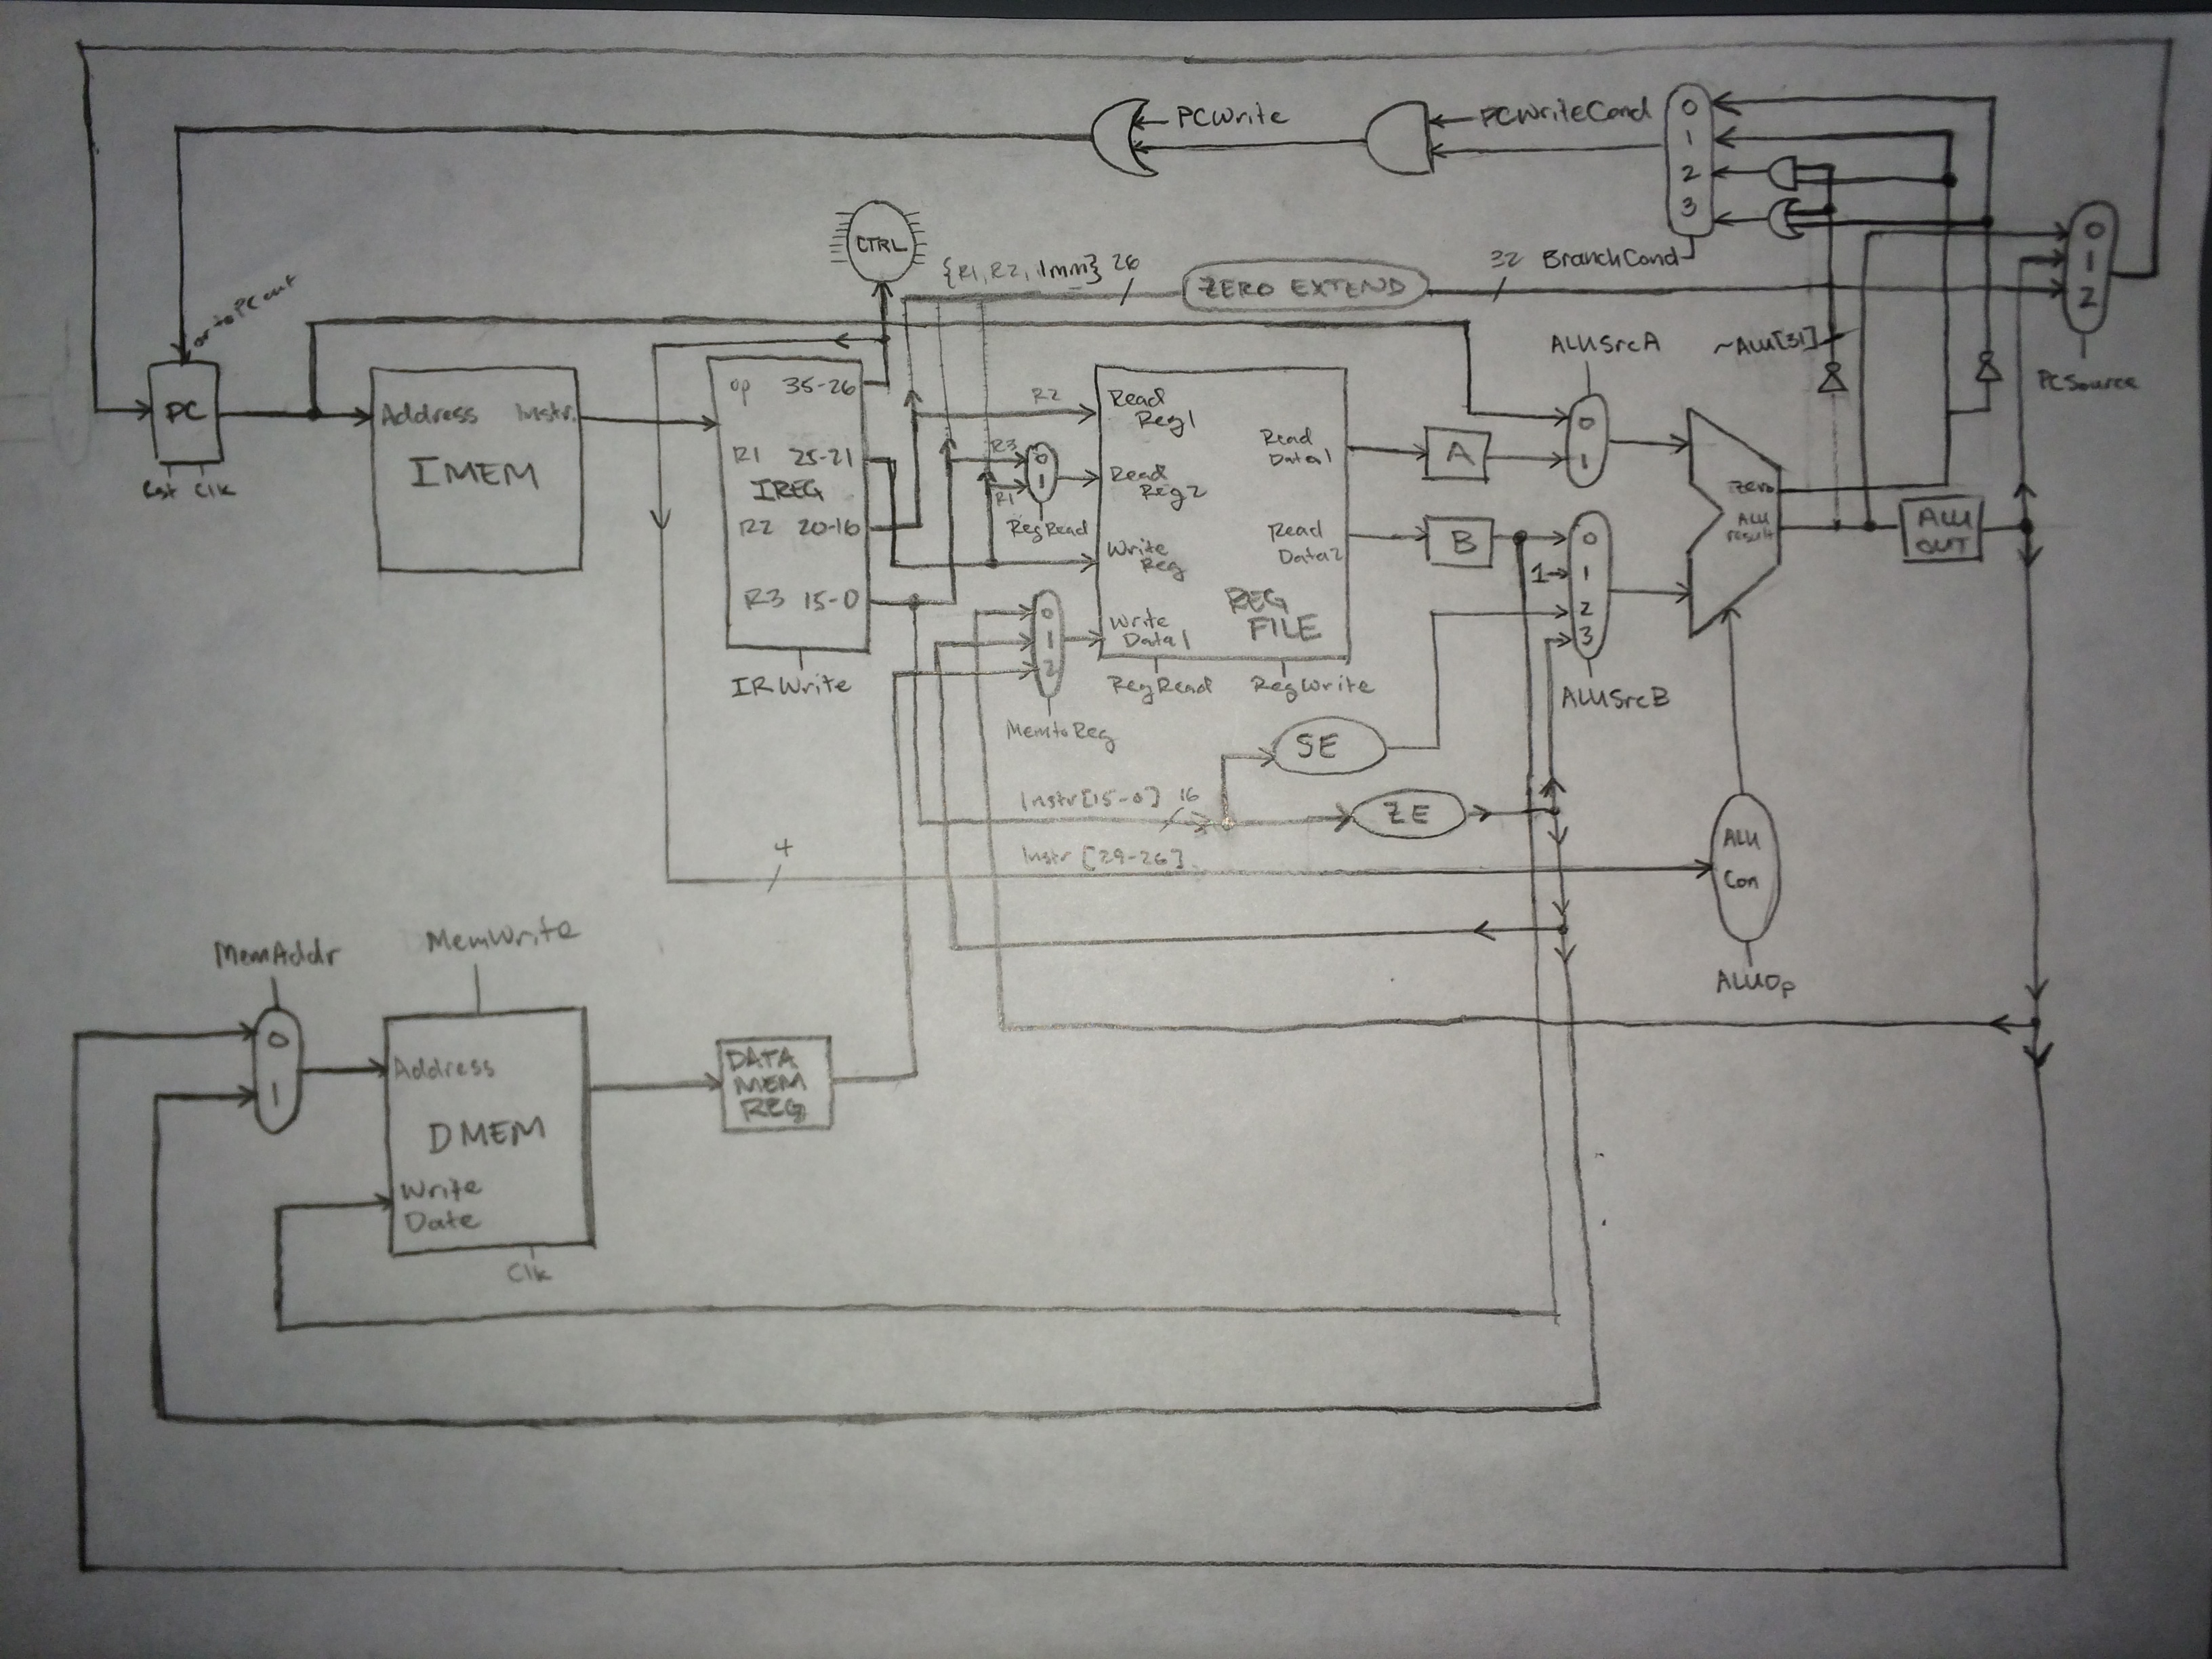 PCWrite
PCWriteCond
0
1
2
3
CTRL
{R1, R2, Imm} 26
ZERO EXTEND
32 BranchCond
0
1
2
PCSource
ortoPCout
PC
Rst Clk
Address Instr.
IMEM
op 35-26
R1 25-21
IREG
R2 20-16
R3 15-0
IRWrite
R2
R3
R1
0
1
RegRead
Read
Reg1
Read
Reg2
Write
Reg
Write
Data1
Read
Data1
Read
Data2
REG
FILE
RegRead
RegWrite
0
1
2
MemtoReg
A
B
ALUSrcA
0
1
1
0
1
2
3
ALUSrcB
~ALU[31]
Zero
ALU
result
ALU
OUT
SE
ZE
Instr[15-0] 16
Instr [29-26]
4
ALU
Con
ALUOp
MemAddr
0
1
MemWrite
Address
DMEM
Write
Date
Clk
DATA
MEM
REG